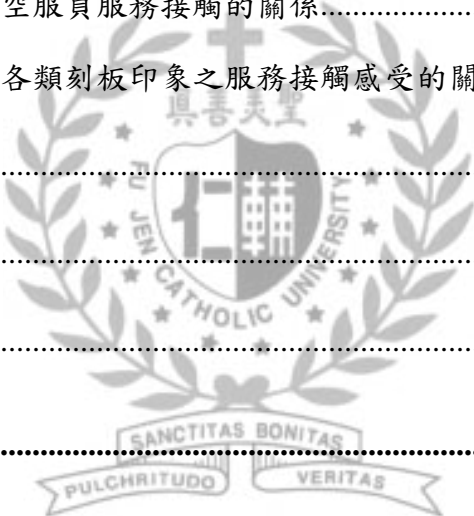 空服員服務接觸的關係....................
各類刻板印象之服務接觸感受的關
真善美聖
仁輔
FU JEN CATHOLIC UNIVERSITY
SANCTITAS BONITAS
PULCHRITUDO VERITAS